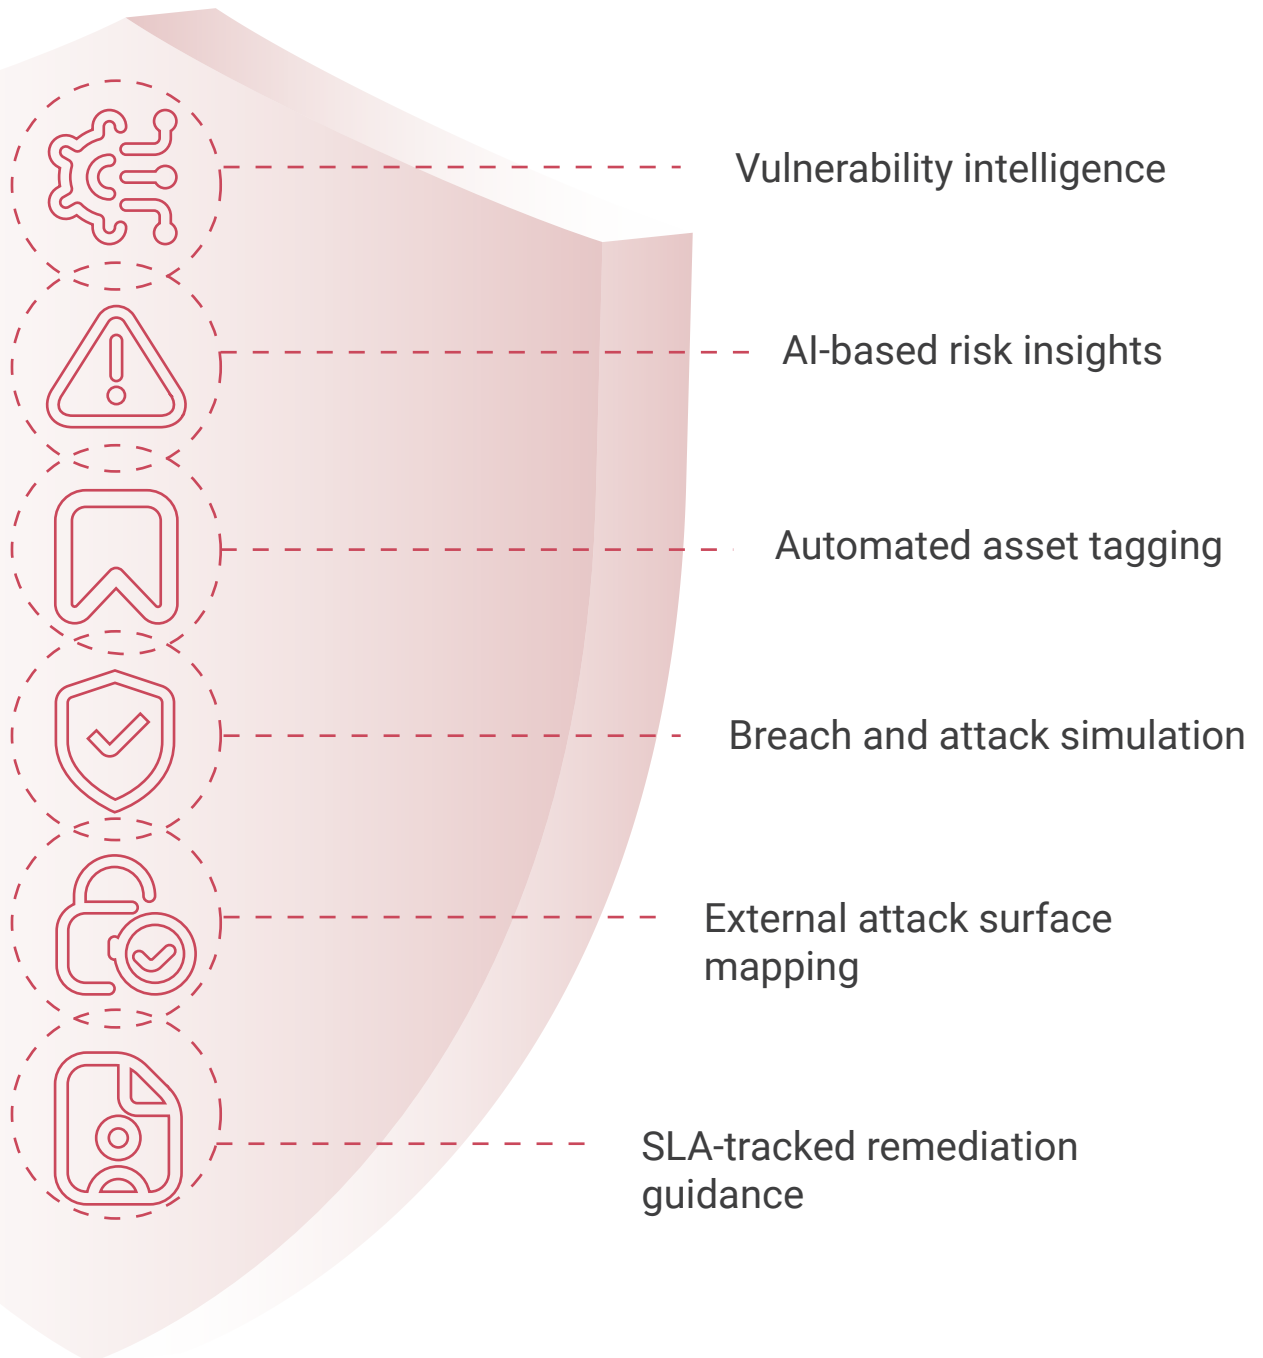 Vulnerability intelligence
AI-based risk insights
Automated asset tagging
Breach and attack simulation
External attack surface
mapping
SLA-tracked remediation
guidance